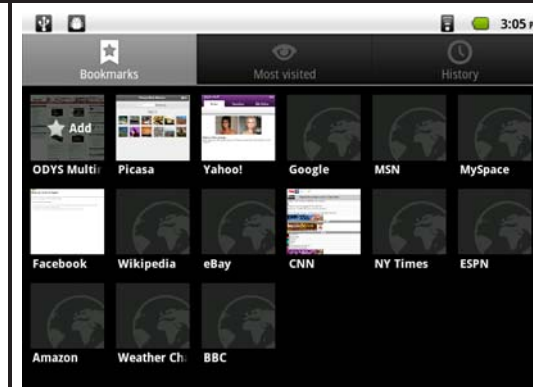 3:05
Bookmarks Most visited History
Add
ODYS Multi Picasa Yahoo! Google MSN MySpace
Facebook Wikipedia eBay CNN NY Times ESPN
Amazon Weather Ch BBC